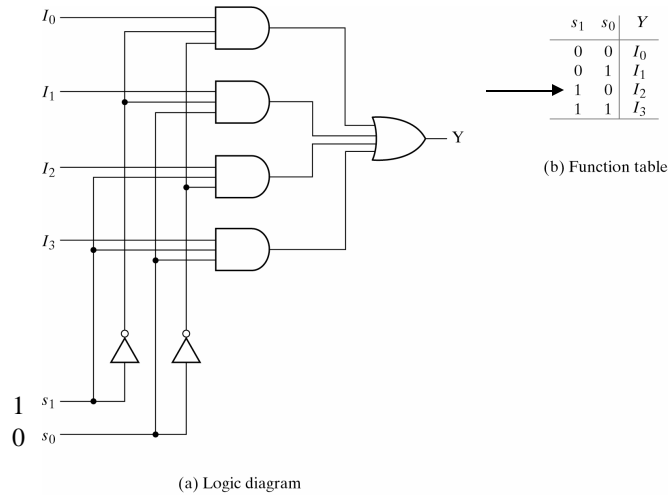 I0
I1
I2
I3
Y
1 s1
0 s0
(a) Logic diagram
s1 s0 Y
0 0 I0
0 1 I1
1 0 I2
1 1 I3
(b) Function table